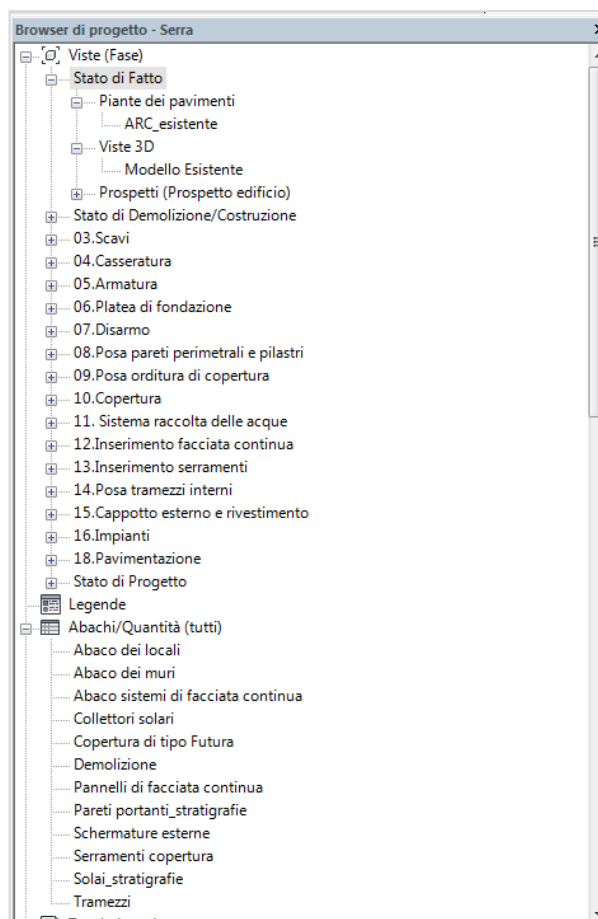 Browser di progetto - Serra
Viste (Fase)
Stato di Fatto
Piante dei pavimenti
ARC_esistente
Viste 3D
Modello Esistente
Prospetti (Prospetto edificio)
Stato di Demolizione/Costruzione
03.Scavi
04.Casseratura
05.Armatura
06.Platea di fondazione
07.Disarmo
08.Posa pareti perimetrali e pilastri
09.Posa orditura di copertura
10.Copertura
11. Sistema raccolta delle acque
12.Inserimento facciata continua
13.Inserimento serramenti
14.Posa tramezzi interni
15.Cappotto esterno e rivestimento
16.Impianti
18.Pavimentazione
Stato di Progetto
Legende
Abachi/Quantità (tutti)
Abaco dei locali
Abaco dei muri
Abaco sistemi di facciata continua
Collettori solari
Copertura di tipo Futura
Demolizione
Pannelli di facciata continua
Pareti portanti_stratigrafie
Schermature esterne
Serramenti copertura
Solai_stratigrafie
Tramezzi